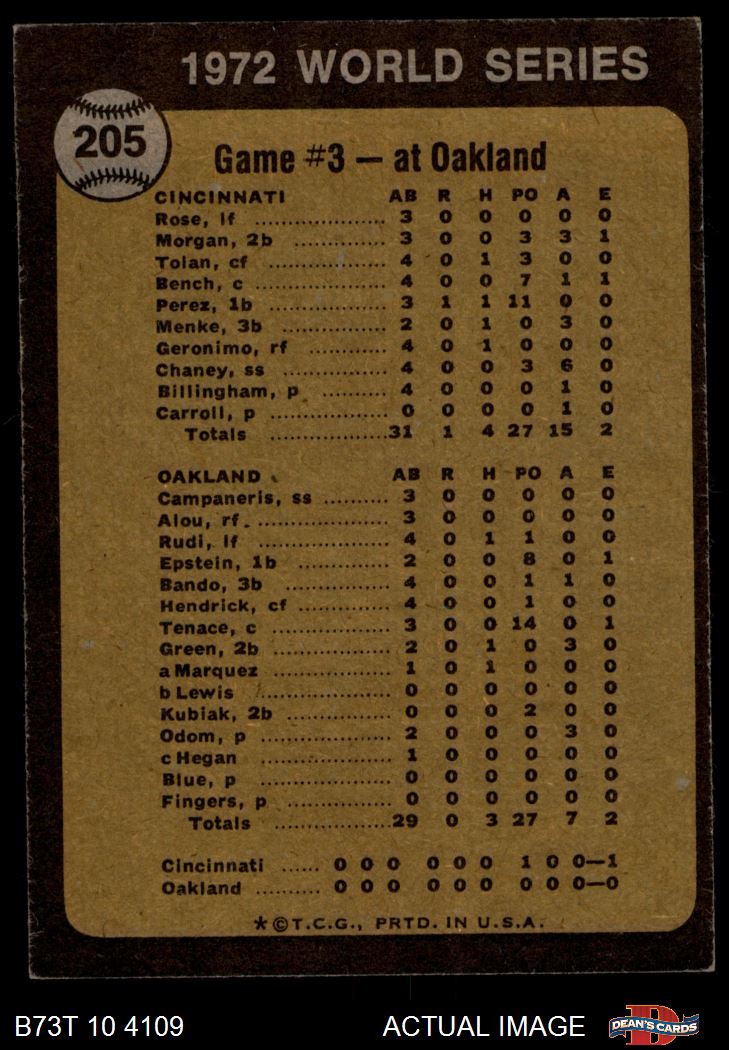 1972 WORLD SERIES
205
Game #3 — at Oakland
CINCINNATI AB R H PO A E
Rose, lf .................... 3 0 0 0 0 0
Morgan, 2b .............. 3 0 0 3 3 1
Tolan, cf .................. 4 0 1 3 0 0
Bench, c .................... 4 0 0 7 1 1
Perez, 1b .................. 3 1 1 11 0 0
Menke, 3b ................ 2 0 1 0 3 0
Geronimo, rf ............ 4 0 1 0 0 0
Chaney, ss ................ 4 0 0 3 6 0
Billingham, p .......... 4 0 0 0 1 0
Carroll, p .................. 0 0 0 0 1 0
Totals ..................31 1 4 27 15 2
OAKLAND AB R H PO A E
Campaneris, ss .......... 3 0 0 0 0 0
Alou, rf. .................... 3 0 0 0 0 0
Rudi, lf .................... 4 0 1 1 0 0
Epstein, 1b .............. 2 0 0 8 0 1
Bando, 3b ................ 4 0 0 1 1 0
Hendrick, cf ............ 4 0 0 1 0 0
Tenace, c .................. 3 0 0 14 0 1
Green, 2b .................. 2 0 1 0 3 0
a Marquez .................... 1 0 1 0 0 0
b Lewis .................... 0 0 0 0 0 0
Kubiak, 2b ................ 0 0 0 2 0 0
Odom, p .................... 2 0 0 0 3 0
c Hegan .................... 1 0 0 0 0 0
Blue, p .................... 0 0 0 0 0 0
Fingers, p ................ 0 0 0 0 0 0
Totals ..................29 0 3 27 7 2
Cincinnati ...... 0 0 0 0 0 0 1 0 0—1
Oakland .......... 0 0 0 0 0 0 0 0 0—0
*©T.C.G., PRTD. IN U.S.A.
B73T 10 4109 ACTUAL IMAGE DEAN'S CARDS